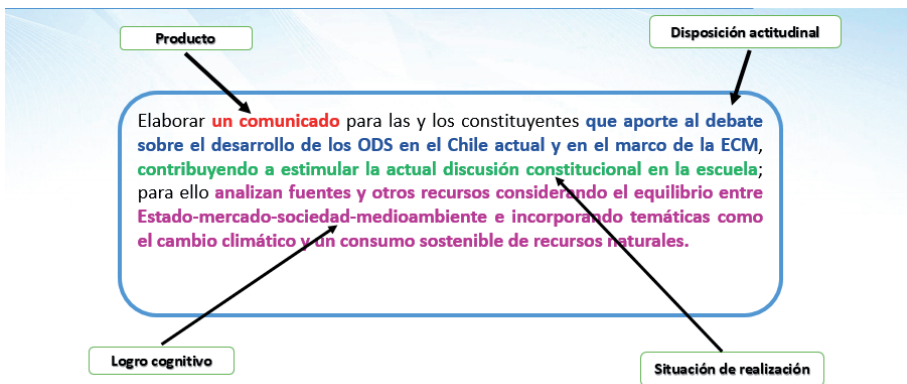 Producto
Disposición actitudinal
Elaborar un comunicado para las y los constituyentes que aporte al debate
sobre el desarrollo de los ODS en el Chile actual y en el marco de la ECM,
contribuyendo a estimular la actual discusión constitucional en la escuela;
para ello analizan fuentes y otros recursos considerando el equilibrio entre
Estado-mercado-sociedad-medioambiente e incorporando temáticas como
el cambio climático y un consumo sostenible de recursos naturales.
Logro cognitivo
Situación de realización